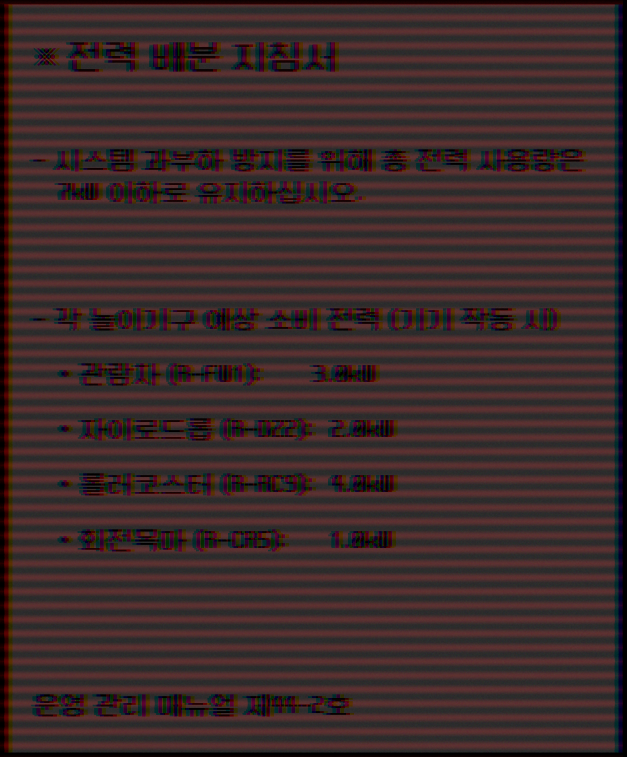 ※ 전력 배분 지침서
- 시스템 과부하 방지를 위해 총 전력 사용량은
7kW 이하로 유지하십시오.
- 각 놀이기구 예상 소비 전력 (기기 작동 시)
• 관람차 (R-FW1): 3.0kW
• 자이로드롭 (R-DZ2): 2.0kW
• 롤러코스터 (R-RC9): 4.0kW
• 회전목마 (R-CR5): 1.0kW
운영 관리 매뉴얼 제44-2호